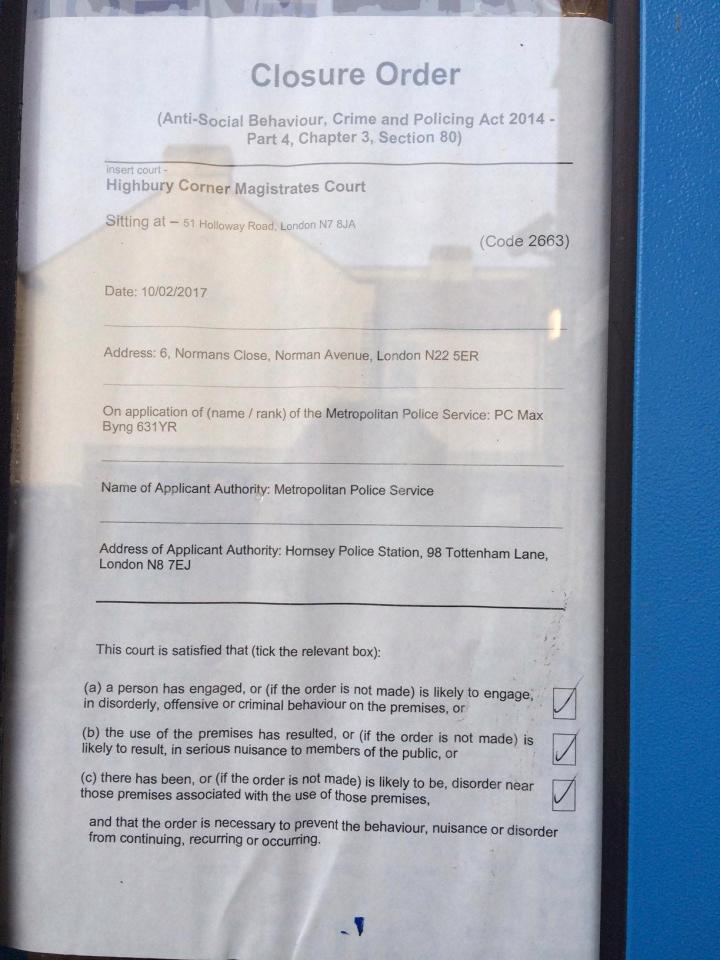 Closure Order
(Anti-Social Behaviour, Crime and Policing Act 2014 -
Part 4, Chapter 3, Section 80)
insert court -
Highbury Corner Magistrates Court
Sitting at – 51 Holloway Road, London N7 8JA
(Code 2663)
Date: 10/02/2017
Address: 6, Normans Close, Norman Avenue, London N22 5ER
On application of (name / rank) of the Metropolitan Police Service: PC Max
Byng 631YR
Name of Applicant Authority: Metropolitan Police Service
Address of Applicant Authority: Hornsey Police Station, 98 Tottenham Lane,
London N8 7EJ
This court is satisfied that (tick the relevant box):
(a) a person has engaged, or (if the order is not made) is likely to engage,
in disorderly, offensive or criminal behaviour on the premises, or
(b) the use of the premises has resulted, or (if the order is not made) is
likely to result, in serious nuisance to members of the public, or
(c) there has been, or (if the order is not made) is likely to be, disorder near
those premises associated with the use of those premises,
and that the order is necessary to prevent the behaviour, nuisance or disorder
from continuing, recurring or occurring.